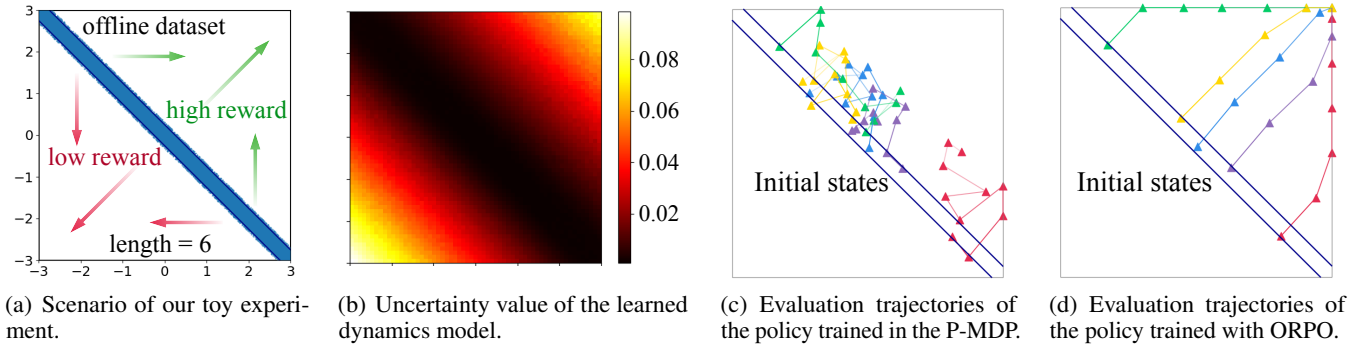 3
2
1
0
−1
−2
−3
−3
−2
−1
0
1
2
3
offline dataset
high reward
low reward
length = 6
0.08
0.06
0.04
0.02
Initial states
Initial states
(a) Scenario of our toy experi-
ment.
(b) Uncertainty value of the learned
dynamics model.
(c) Evaluation trajectories of
the policy trained in the P-MDP.
(d) Evaluation trajectories of
the policy trained with ORPO.